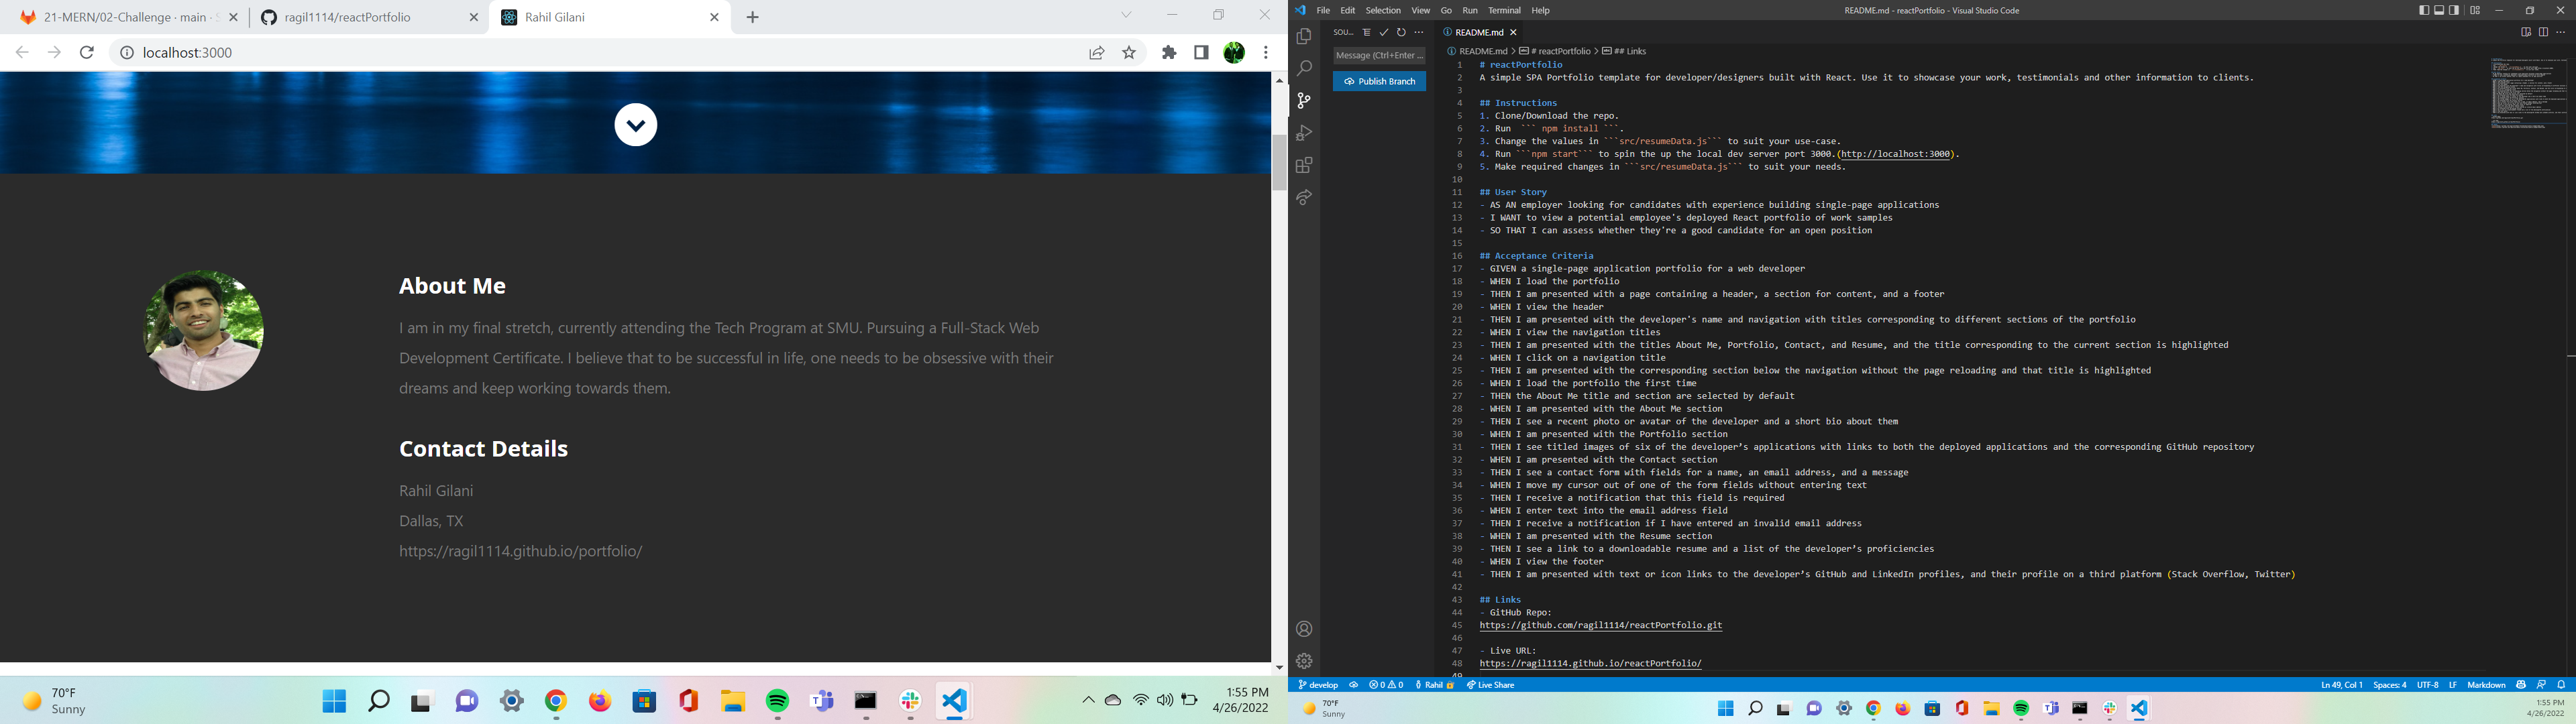 21-MERN/02-Challenge · main · S
ragil1114/reactPortfolio
Rahil Gilani
localhost:3000
About Me
I am in my final stretch, currently attending the Tech Program at SMU. Pursuing a Full-Stack Web
Development Certificate. I believe that to be successful in life, one needs to be obsessive with their
dreams and keep working towards them.
Contact Details
Rahil Gilani
Dallas, TX
https://ragil1114.github.io/portfolio/
70°F
Sunny
1:55 PM
4/26/2022
File Edit Selection View Go Run Terminal Help
README.md - reactPortfolio - Visual Studio Code
SOU...
Message (Ctrl+Enter ...
Publish Branch
README.md
README.md > # reactPortfolio > ## Links
1 # reactPortfolio
2 A simple SPA Portfolio template for developer/designers built with React. Use it to showcase your work, testimonials and other information to clients.
3
4 ## Instructions
5 1. Clone/Download the repo.
6 2. Run ``` npm install ```.
7 3. Change the values in ```src/resumeData.js``` to suit your use-case.
8 4. Run ```npm start``` to spin the up the local dev server port 3000.(http://localhost:3000).
9 5. Make required changes in ```src/resumeData.js``` to suit your needs.
10
11 ## User Story
12 - AS AN employer looking for candidates with experience building single-page applications
13 - I WANT to view a potential employee's deployed React portfolio of work samples
14 - SO THAT I can assess whether they're a good candidate for an open position
15
16 ## Acceptance Criteria
17 - GIVEN a single-page application portfolio for a web developer
18 - WHEN I load the portfolio
19 - THEN I am presented with a page containing a header, a section for content, and a footer
20 - WHEN I view the header
21 - THEN I am presented with the developer's name and navigation with titles corresponding to different sections of the portfolio
22 - WHEN I view the navigation titles
23 - THEN I am presented with the titles About Me, Portfolio, Contact, and Resume, and the title corresponding to the current section is highlighted
24 - WHEN I click on a navigation title
25 - THEN I am presented with the corresponding section below the navigation without the page reloading and that title is highlighted
26 - WHEN I load the portfolio the first time
27 - THEN the About Me title and section are selected by default
28 - WHEN I am presented with the About Me section
29 - THEN I see a recent photo or avatar of the developer and a short bio about them
30 - WHEN I am presented with the Portfolio section
31 - THEN I see titled images of six of the developer’s applications with links to both the deployed applications and the corresponding GitHub repository
32 - WHEN I am presented with the Contact section
33 - THEN I see a contact form with fields for a name, an email address, and a message
34 - WHEN I move my cursor out of one of the form fields without entering text
35 - THEN I receive a notification that this field is required
36 - WHEN I enter text into the email address field
37 - THEN I receive a notification if I have entered an invalid email address
38 - WHEN I am presented with the Resume section
39 - THEN I see a link to a downloadable resume and a list of the developer’s proficiencies
40 - WHEN I view the footer
41 - THEN I am presented with text or icon links to the developer’s GitHub and LinkedIn profiles, and their profile on a third platform (Stack Overflow, Twitter)
42
43 ## Links
44 - GitHub Repo:
45 https://github.com/ragil1114/reactPortfolio.git
46
47 - Live URL:
48 https://ragil1114.github.io/reactPortfolio/
49
develop 0 0 Rahil Live Share
Ln 49, Col 1 Spaces: 4 UTF-8 LF Markdown
70°F
Sunny
1:55 PM
4/26/2022